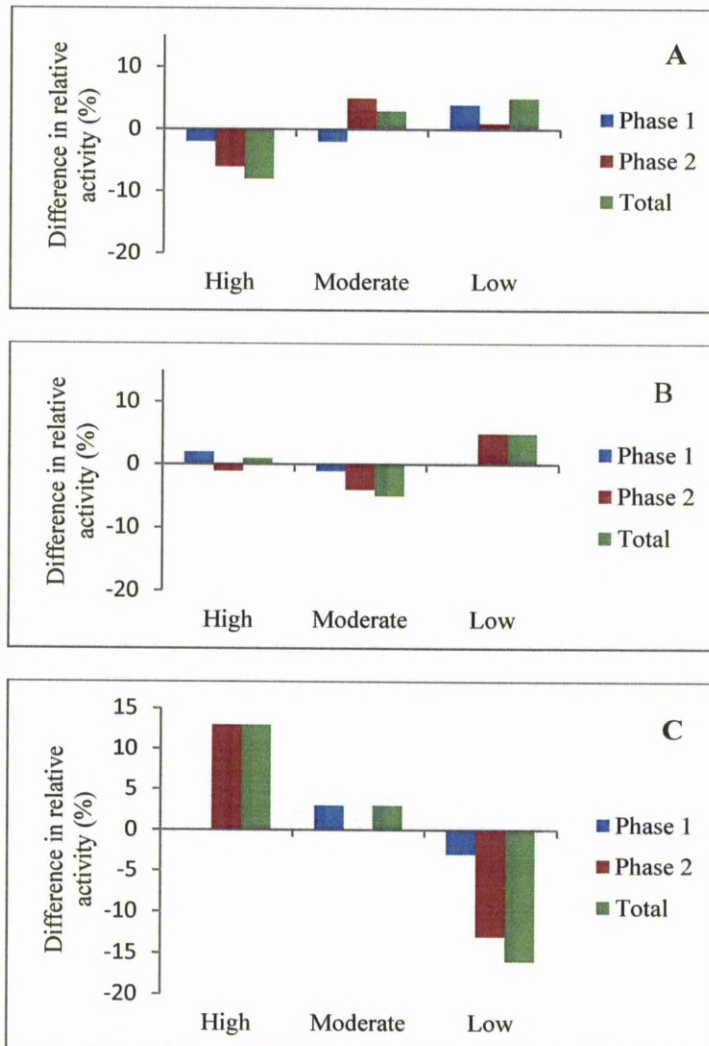 A
Difference in relative
activity (%)
10
0
-10
-20
High Moderate Low
Phase 1
Phase 2
Total
B
Difference in relative
activity (%)
10
0
-10
-20
High Moderate Low
Phase 1
Phase 2
Total
C
Difference in relative
activity (%)
15
10
5
0
-5
-10
-15
-20
High Moderate Low
Phase 1
Phase 2
Total